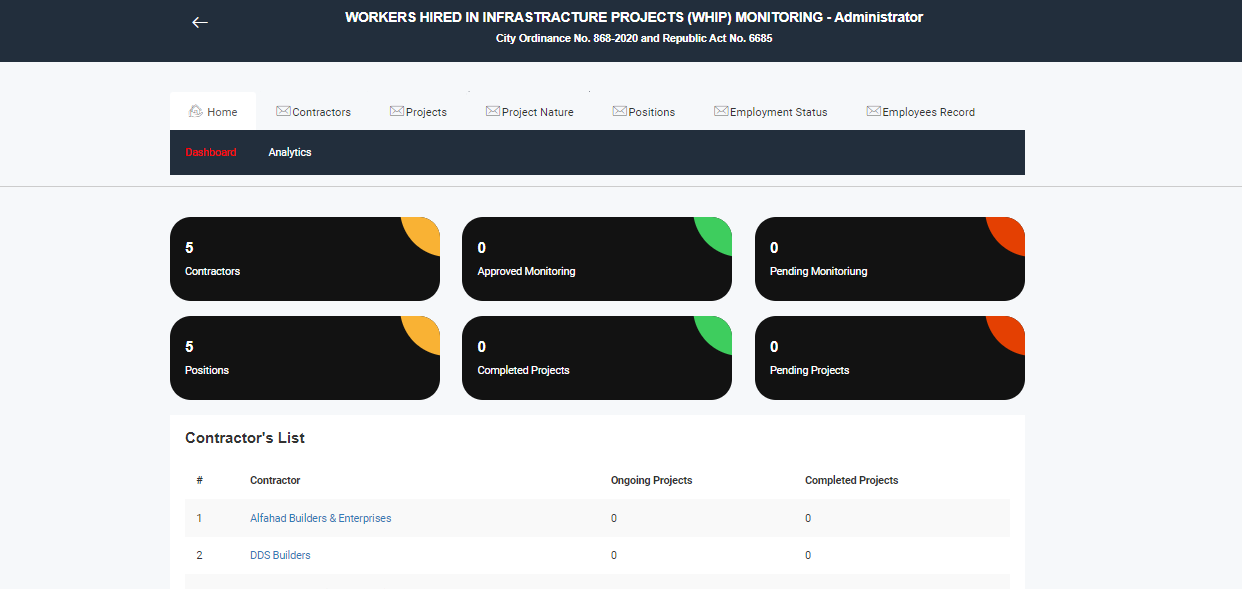 WORKERS HIRED IN INFRASTRACTURE PROJECTS (WHIP) MONITORING - Administrator
City Ordinance No. 868-2020 and Republic Act No. 6685
Home Contractors Projects Project Nature Positions Employment Status Employees Record
Dashboard Analytics
5 0 0
Contractors Approved Monitoring Pending Monitoriung
5 0 0
Positions Completed Projects Pending Projects
Contractor's List
# Contractor Ongoing Projects Completed Projects
1 Alfahad Builders & Enterprises 0 0
2 DDS Builders 0 0